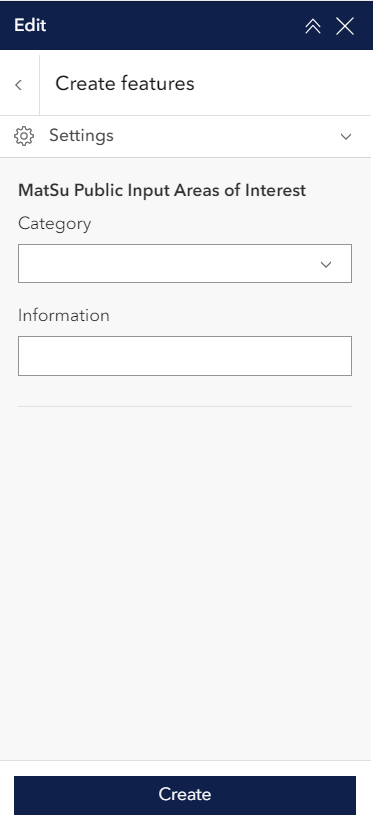 Edit
Create features
Settings
MatSu Public Input Areas of Interest
Category
Information
Create